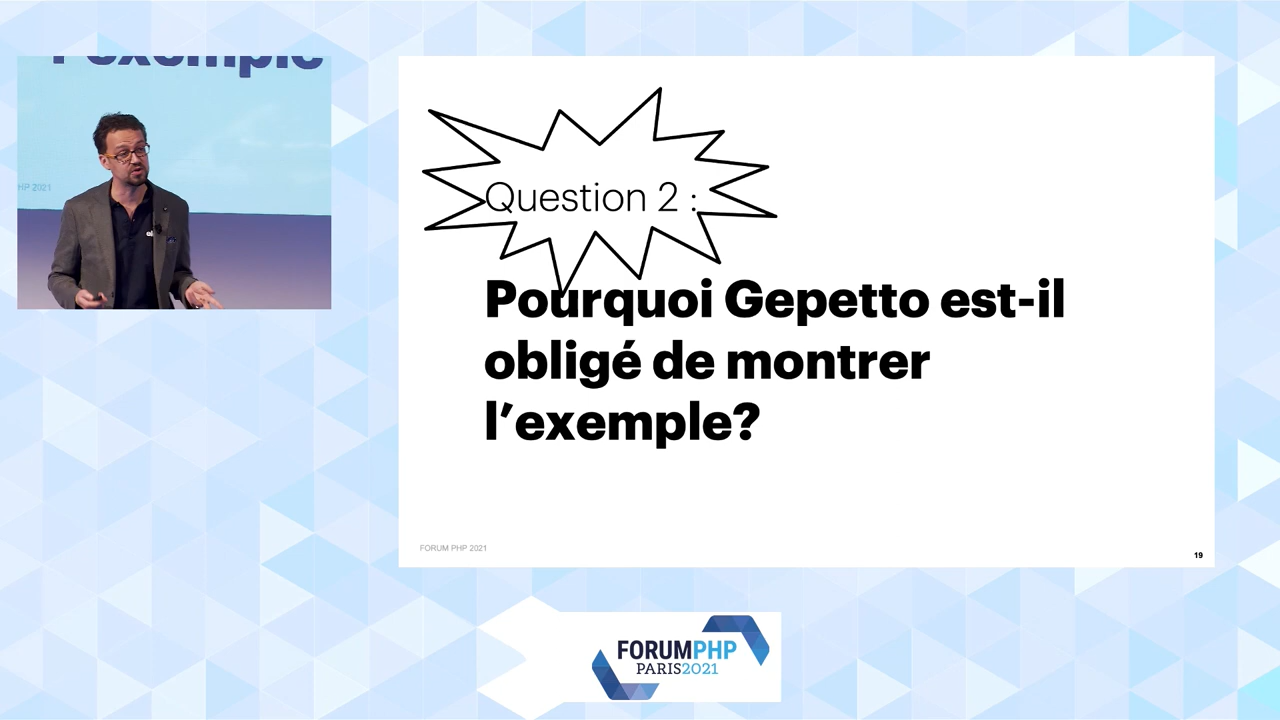 l'exemple
PHP 2021
Question 2 :
Pourquoi Gepetto est-il
obligé de montrer
l’exemple?
FORUM PHP 2021
19
FORUMPHP
PARIS2021